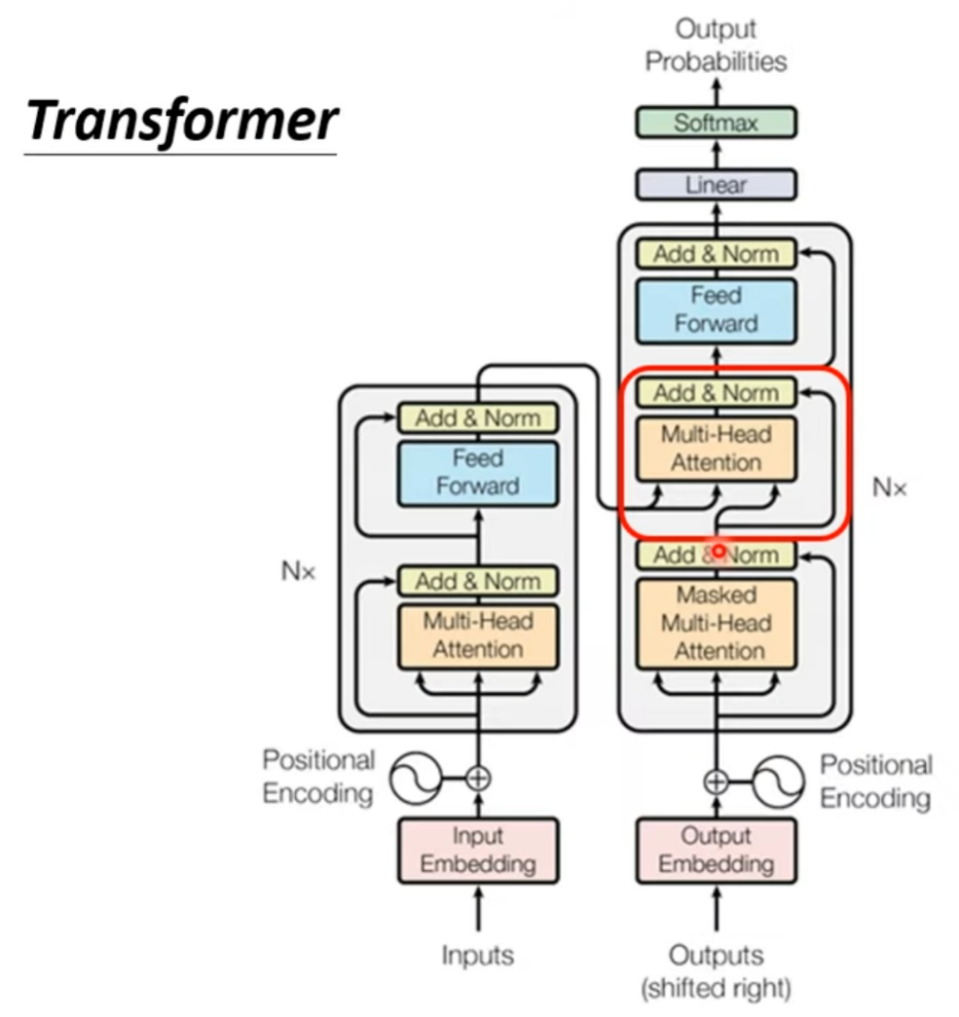 Transformer
Output
Probabilities
Softmax
Linear
Add & Norm
Feed
Forward
Add & Norm
Multi-Head
Attention
Nx
Add & Norm
Masked
Multi-Head
Attention
Add & Norm
Feed
Forward
Nx
Add & Norm
Multi-Head
Attention
Positional
Encoding
Positional
Encoding
Input
Embedding
Output
Embedding
Inputs
Outputs
(shifted right)